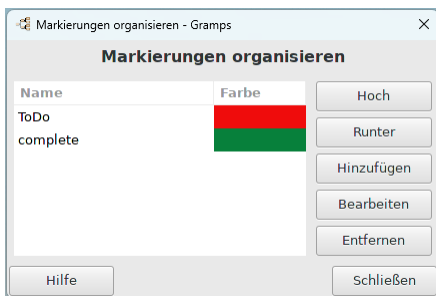 Markierungen organisieren - Gramps
Markierungen organisieren
Name Farbe
ToDo
complete
Hoch
Runter
Hinzufügen
Bearbeiten
Entfernen
Hilfe
Schließen